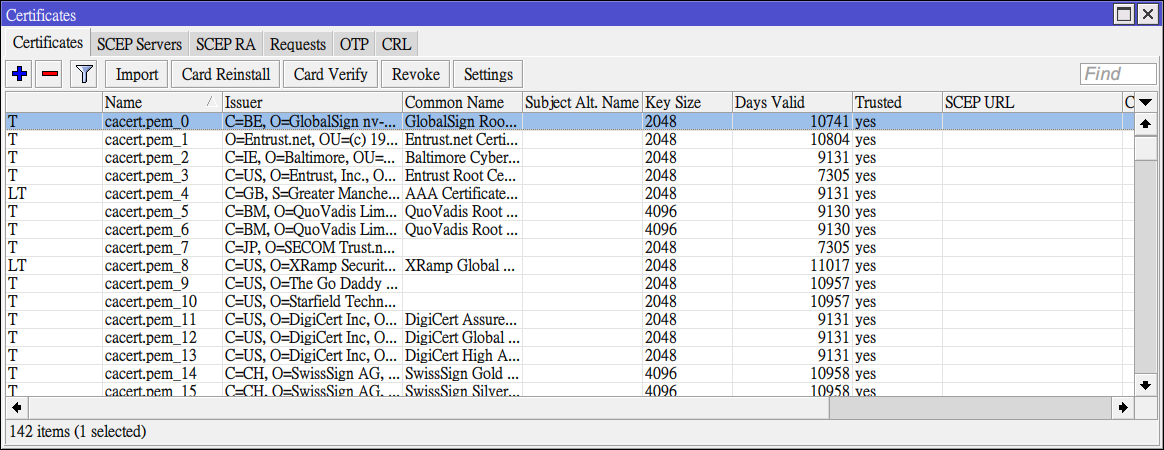 Certificates
Certificates SCEP Servers SCEP RA Requests OTP CRL
Import Card Reinstall Card Verify Revoke Settings Find
Name Issuer Common Name Subject Alt. Name Key Size Days Valid Trusted SCEP URL C
T cacert.pem_0 C=BE, O=GlobalSign nv-... GlobalSign Roo... 2048 10741 yes
T cacert.pem_1 O=Entrust.net, OU=(c) 19... Entrust.net Certi... 2048 10804 yes
T cacert.pem_2 C=IE, O=Baltimore, OU=... Baltimore Cyber... 2048 9131 yes
T cacert.pem_3 C=US, O=Entrust, Inc., O... Entrust Root Ce... 2048 7305 yes
LT cacert.pem_4 C=GB, S=Greater Manche... AAA Certificate... 2048 9131 yes
T cacert.pem_5 C=BM, O=QuoVadis Lim... QuoVadis Root ... 4096 9130 yes
T cacert.pem_6 C=BM, O=QuoVadis Lim... QuoVadis Root ... 4096 9130 yes
T cacert.pem_7 C=JP, O=SECOM Trust.n... 2048 7305 yes
LT cacert.pem_8 C=US, O=XRamp Securit... XRamp Global ... 2048 11017 yes
T cacert.pem_9 C=US, O=The Go Daddy ... 2048 10957 yes
T cacert.pem_10 C=US, O=Starfield Techn... 2048 10957 yes
T cacert.pem_11 C=US, O=DigiCert Inc, O... DigiCert Assure... 2048 9131 yes
T cacert.pem_12 C=US, O=DigiCert Inc, O... DigiCert Global ... 2048 9131 yes
T cacert.pem_13 C=US, O=DigiCert Inc, O... DigiCert High A... 2048 9131 yes
T cacert.pem_14 C=CH, O=SwissSign AG, ... SwissSign Gold ... 4096 10958 yes
T cacert.pem_15 C=CH, O=SwissSign AG, ... SwissSign Silver... 4096 10958 yes
142 items (1 selected)